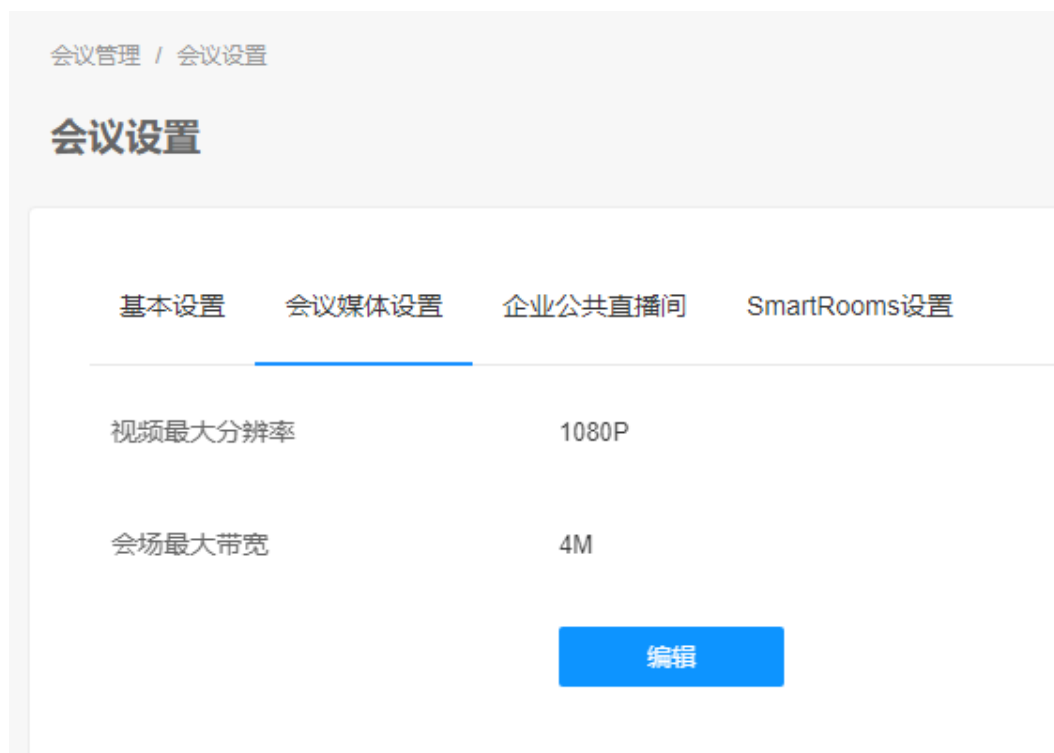 会议管理 / 会议设置
会议设置
基本设置 会议媒体设置 企业公共直播间 SmartRooms设置
视频最大分辨率 1080P
会场最大带宽 4M
编辑